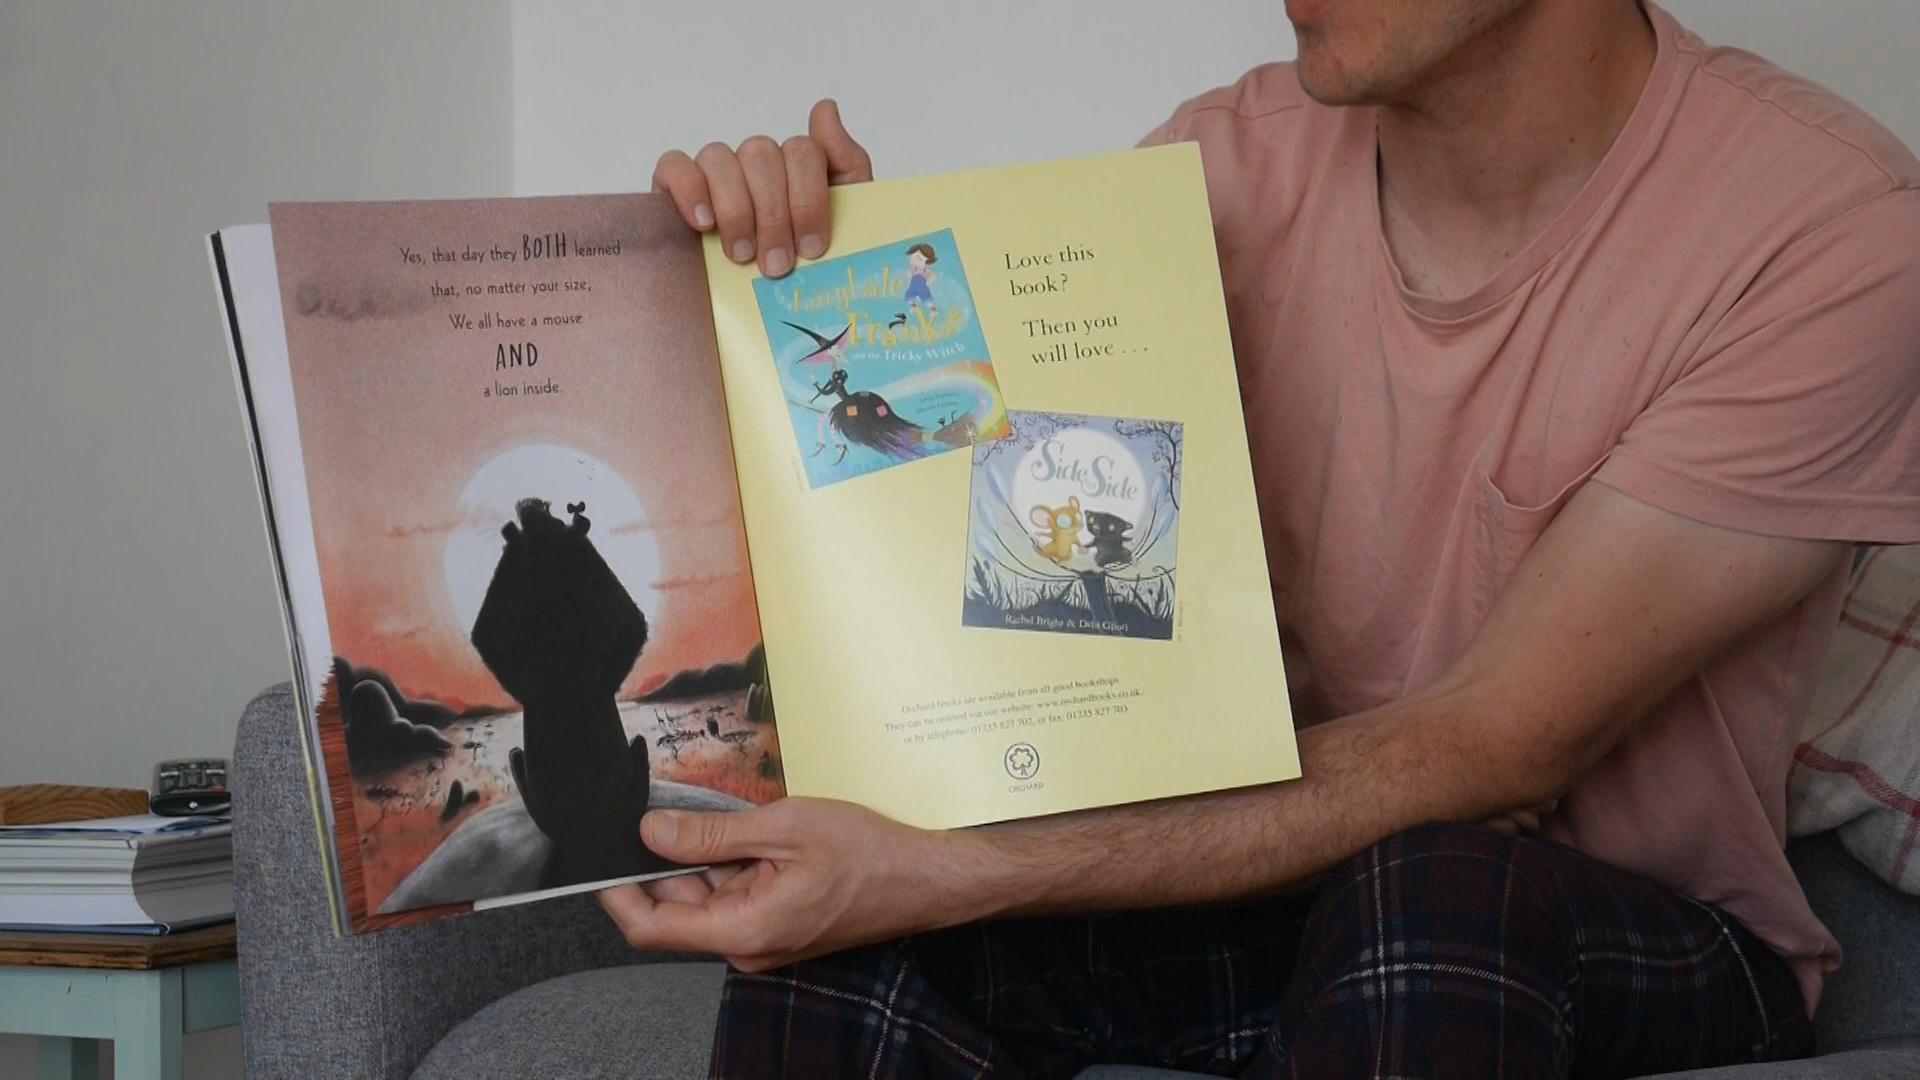 Yes, that day they BOTH learned
that, no matter your size,
We all have a mouse
AND
a lion inside.
Love this
book?
Then you
will love . . .
Fairytale
Frankie
and the Tricky Witch
Side by Side
Rachel Bright & Debi Gliori
Orchard books are available from all good bookshops.
They can be ordered via our website: www.orchardbooks.co.uk,
or by telephone: 01235 827 702, or fax: 01235 827 703
ORCHARD